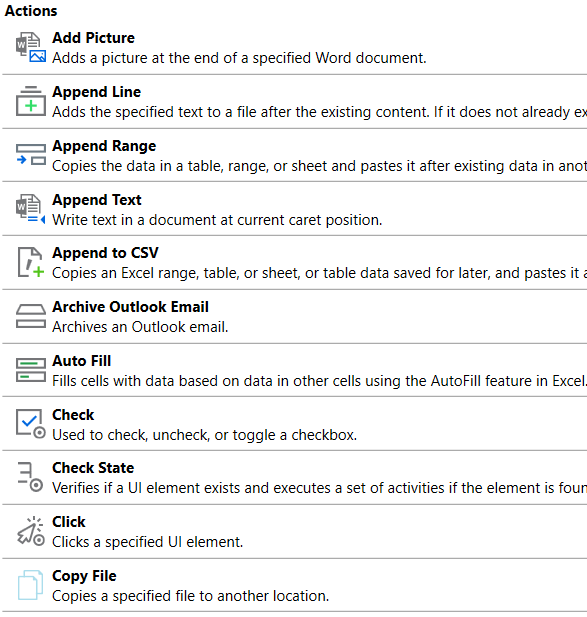 Actions
Add Picture
Adds a picture at the end of a specified Word document.
Append Line
Adds the specified text to a file after the existing content. If it does not already ex
Append Range
Copies the data in a table, range, or sheet and pastes it after existing data in anot
Append Text
Write text in a document at current caret position.
Append to CSV
Copies an Excel range, table, or sheet, or table data saved for later, and pastes it a
Archive Outlook Email
Archives an Outlook email.
Auto Fill
Fills cells with data based on data in other cells using the AutoFill feature in Excel.
Check
Used to check, uncheck, or toggle a checkbox.
Check State
Verifies if a UI element exists and executes a set of activities if the element is foun
Click
Clicks a specified UI element.
Copy File
Copies a specified file to another location.